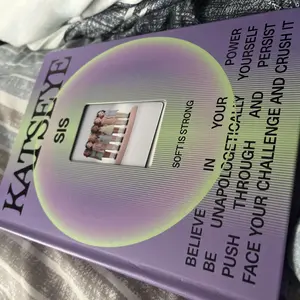 KATSEYE
SIS
SOFT IS STRONG
BELIEVE IN YOUR POWER
BE UNAPOLOGETICALLY YOURSELF
PUSH THROUGH AND PERSIST
FACE YOUR CHALLENGE AND CRUSH IT